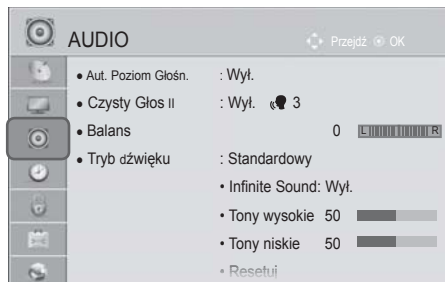 AUDIO
Przejdź OK
• Aut. Poziom Głośn. : Wył.
• Czysty Głos II : Wył. 3
• Balans 0 L R
• Tryb dźwięku : Standardowy
• Infinite Sound: Wył.
• Tony wysokie 50
• Tony niskie 50
• Resetuj